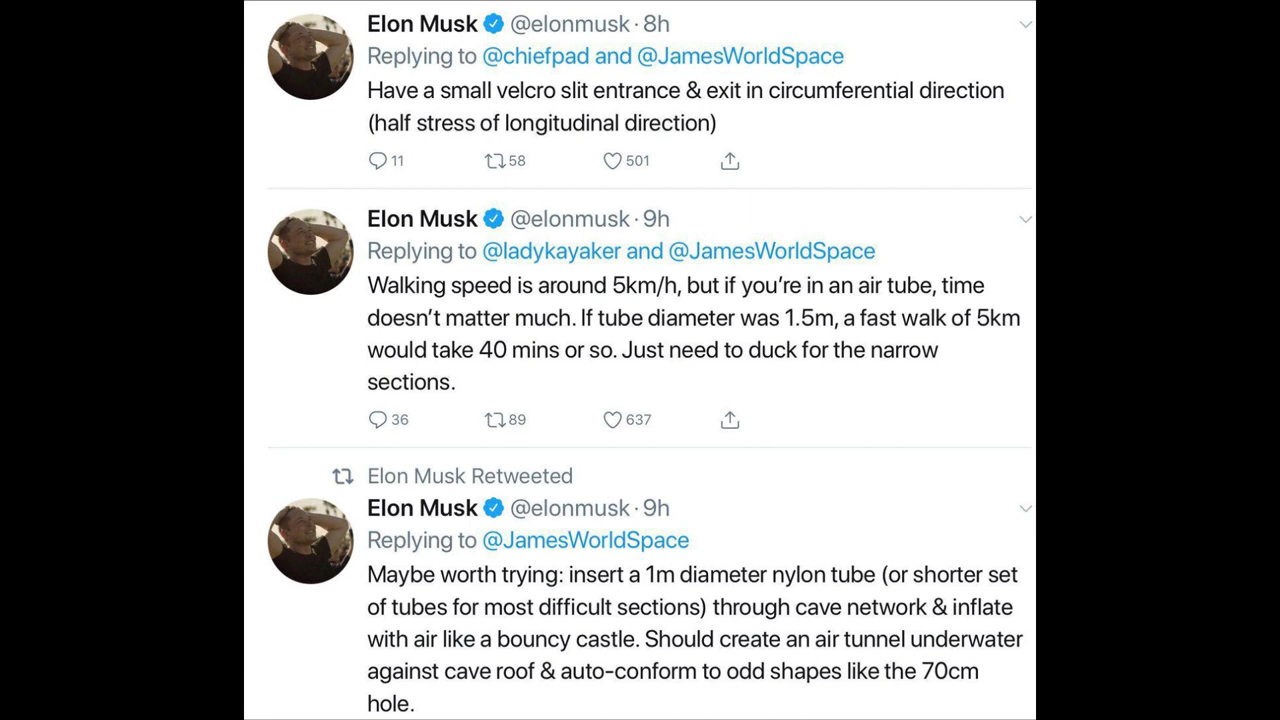 Elon Musk @elonmusk · 8h
Replying to @chiefpad and @JamesWorldSpace
Have a small velcro slit entrance & exit in circumferential direction
(half stress of longitudinal direction)
11 58 501
Elon Musk @elonmusk · 9h
Replying to @ladykayaker and @JamesWorldSpace
Walking speed is around 5km/h, but if you’re in an air tube, time
doesn’t matter much. If tube diameter was 1.5m, a fast walk of 5km
would take 40 mins or so. Just need to duck for the narrow
sections.
36 89 637
Elon Musk Retweeted
Elon Musk @elonmusk · 9h
Replying to @JamesWorldSpace
Maybe worth trying: insert a 1m diameter nylon tube (or shorter set
of tubes for most difficult sections) through cave network & inflate
with air like a bouncy castle. Should create an air tunnel underwater
against cave roof & auto-conform to odd shapes like the 70cm
hole.